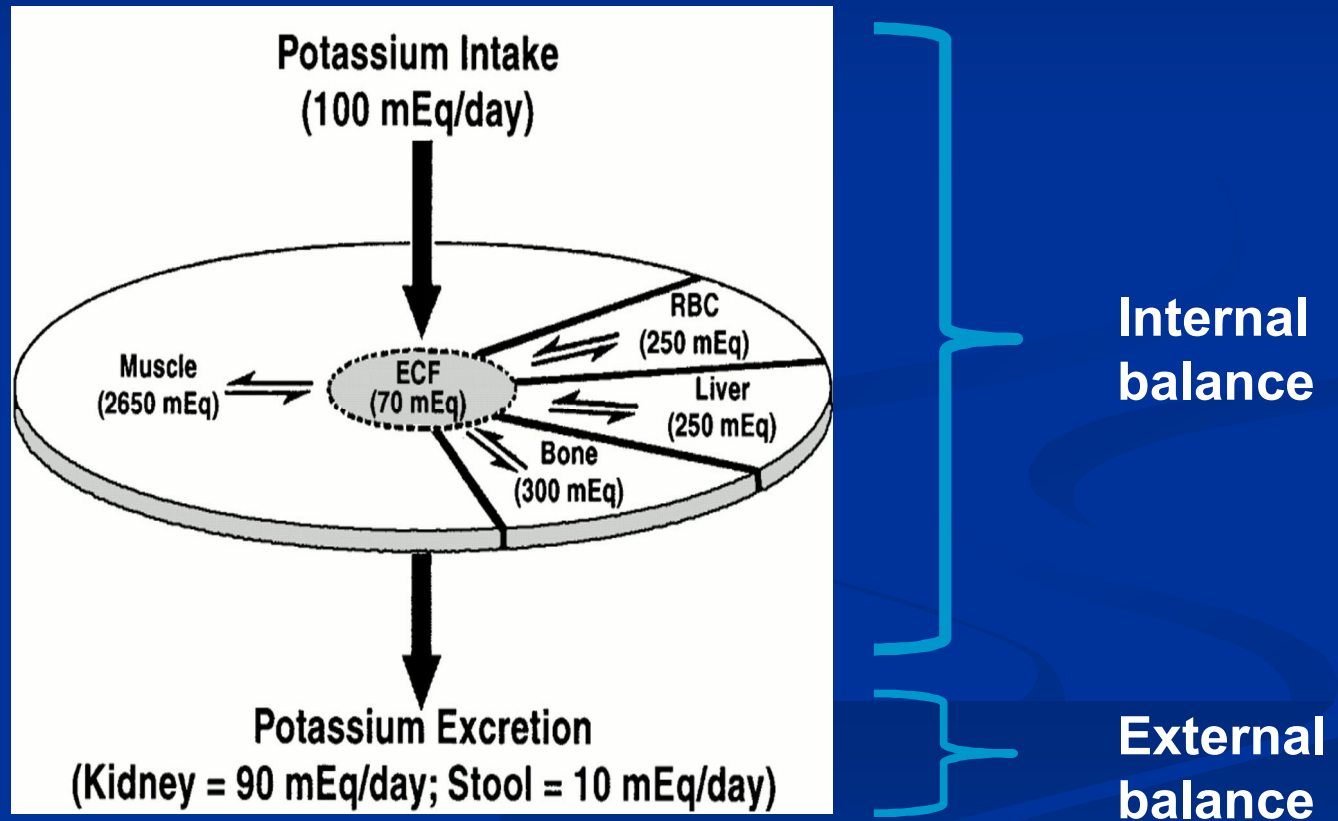 Potassium Intake
(100 mEq/day)
RBC
(250 mEq)
Muscle
(2650 mEq)
ECF
(70 mEq)
Liver
(250 mEq)
Bone
(300 mEq)
Potassium Excretion
(Kidney = 90 mEq/day; Stool = 10 mEq/day)
Internal
balance
External
balance